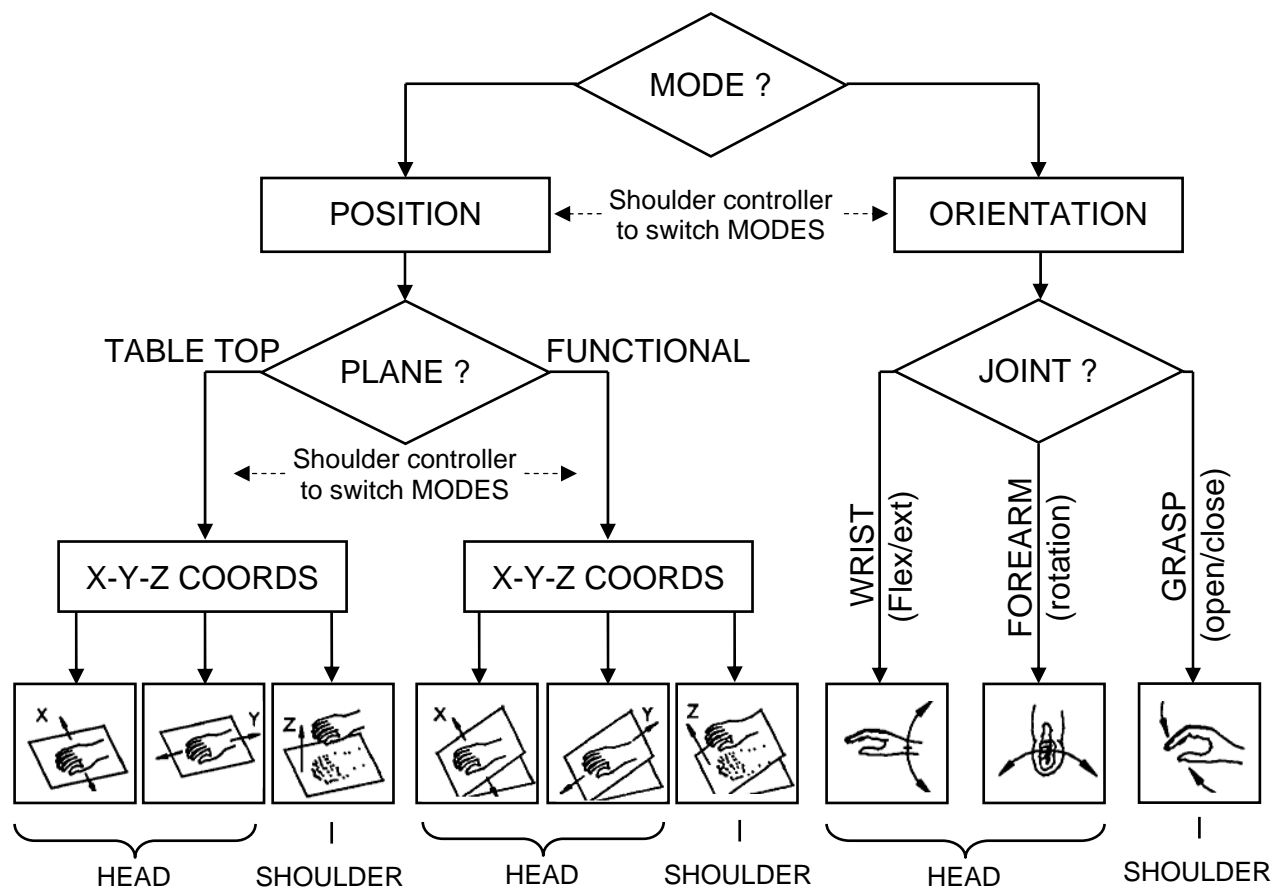 MODE ?
POSITION
Shoulder controller
to switch MODES
ORIENTATION
TABLE TOP
PLANE ?
FUNCTIONAL
JOINT ?
Shoulder controller
to switch MODES
WRIST
(Flex/ext)
FOREARM
(rotation)
GRASP
(open/close)
X-Y-Z COORDS
X-Y-Z COORDS
X
Y
Z
X
Y
Z
HEAD
SHOULDER
HEAD
SHOULDER
HEAD
SHOULDER